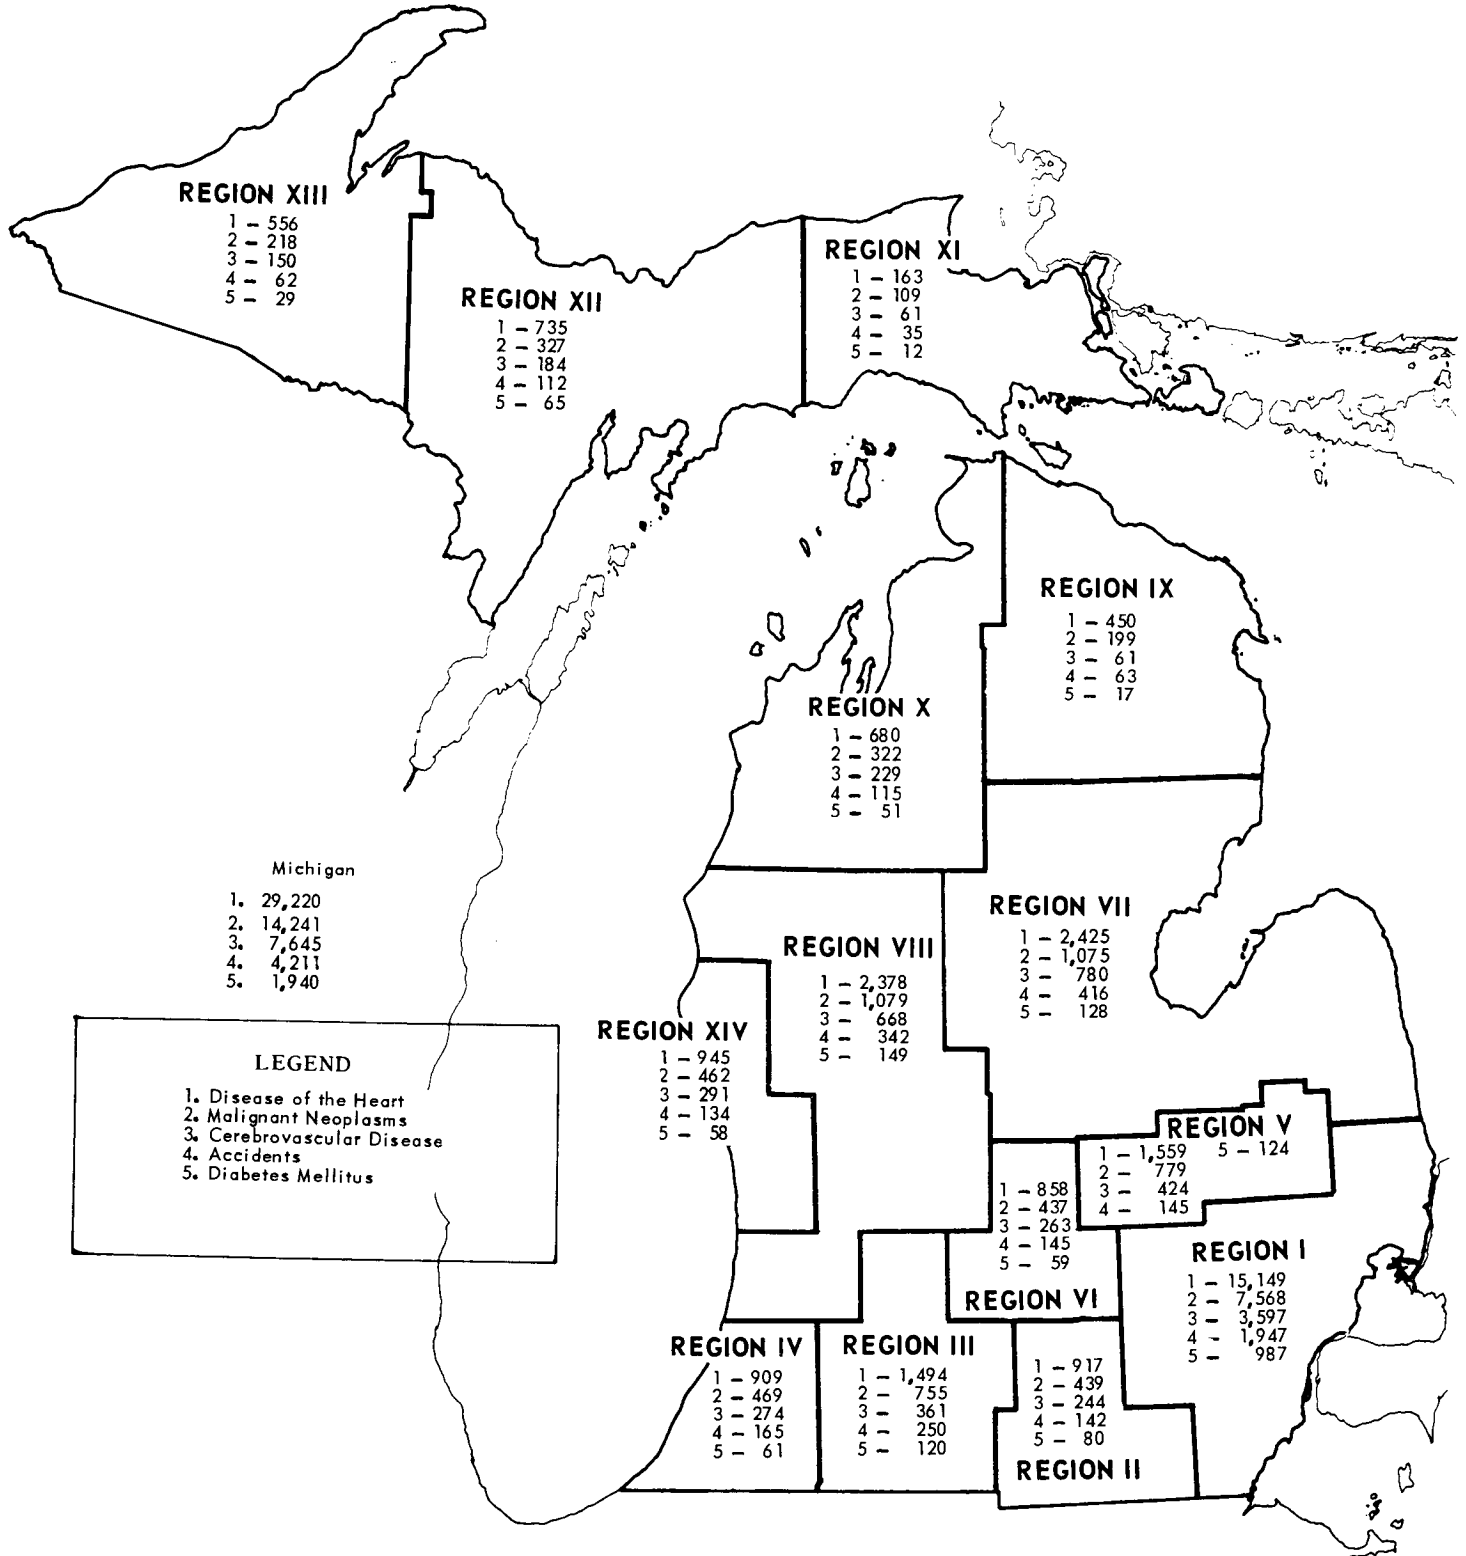 REGION XIII
1 – 556
2 – 218
3 – 150
4 – 62
5 – 29
REGION XII
1 – 735
2 – 327
3 – 184
4 – 112
5 – 65
REGION XI
1 – 163
2 – 109
3 – 61
4 – 35
5 – 12
REGION IX
1 – 450
2 – 199
3 – 61
4 – 63
5 – 17
REGION X
1 – 680
2 – 322
3 – 229
4 – 115
5 – 51
Michigan
1. 29,220
2. 14,241
3. 7,645
4. 4,211
5. 1,940
LEGEND
1. Disease of the Heart
2. Malignant Neoplasms
3. Cerebrovascular Disease
4. Accidents
5. Diabetes Mellitus
REGION VII
1 – 2,425
2 – 1,075
3 – 780
4 – 416
5 – 128
REGION VIII
1 – 2,378
2 – 1,079
3 – 668
4 – 342
5 – 149
REGION XIV
1 – 945
2 – 462
3 – 291
4 – 134
5 – 58
REGION V
1 – 1,559 5 – 124
2 – 779
3 – 424
4 – 145
1 – 858
2 – 437
3 – 263
4 – 145
5 – 59
REGION VI
REGION I
1 – 15,149
2 – 7,568
3 – 3,597
4 – 1,947
5 – 987
REGION IV
1 – 909
2 – 469
3 – 274
4 – 165
5 – 61
REGION III
1 – 1,494
2 – 755
3 – 361
4 – 250
5 – 120
1 – 917
2 – 439
3 – 244
4 – 142
5 – 80
REGION II